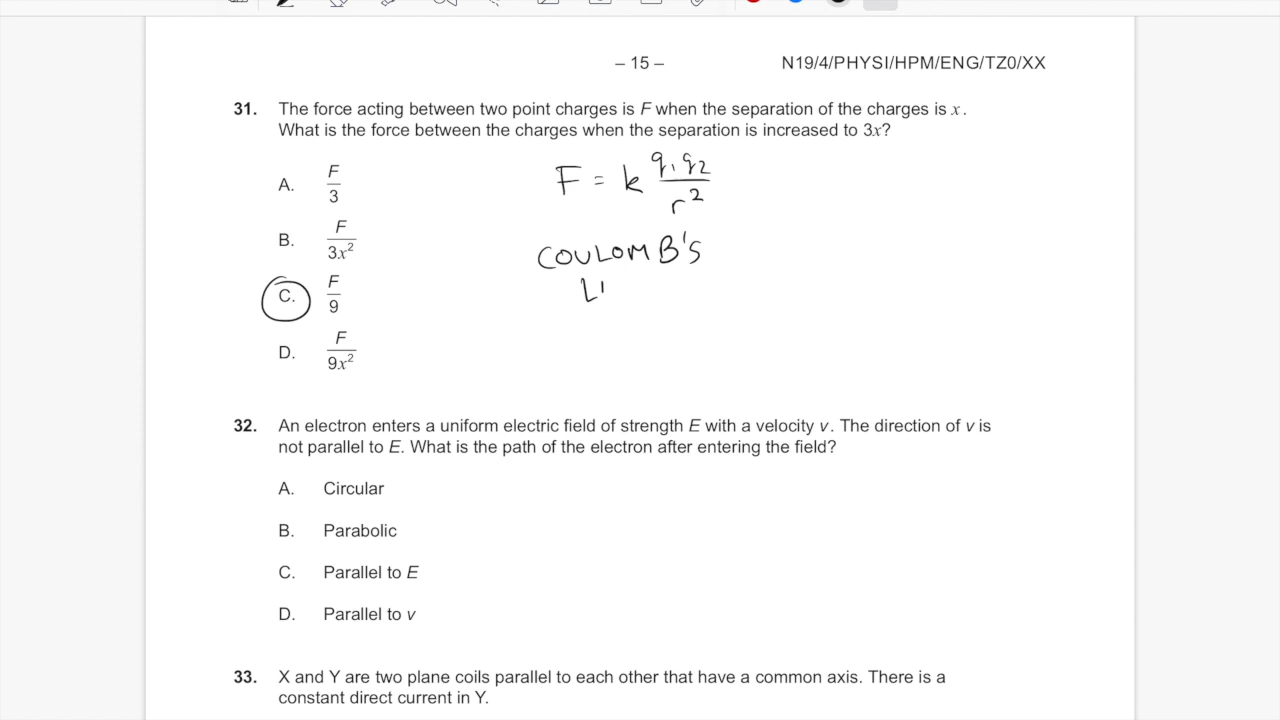 – 15 – N19/4/PHYSI/HPM/ENG/TZ0/XX
31. The force acting between two point charges is F when the separation of the charges is x.
What is the force between the charges when the separation is increased to 3x?
A. F/3
B. F/3x²
C. F/9
D. F/9x²
F = k q₁q₂/r²
COULOMB'S
32. An electron enters a uniform electric field of strength E with a velocity v. The direction of v is
not parallel to E. What is the path of the electron after entering the field?
A. Circular
B. Parabolic
C. Parallel to E
D. Parallel to v
33. X and Y are two plane coils parallel to each other that have a common axis. There is a
constant direct current in Y.